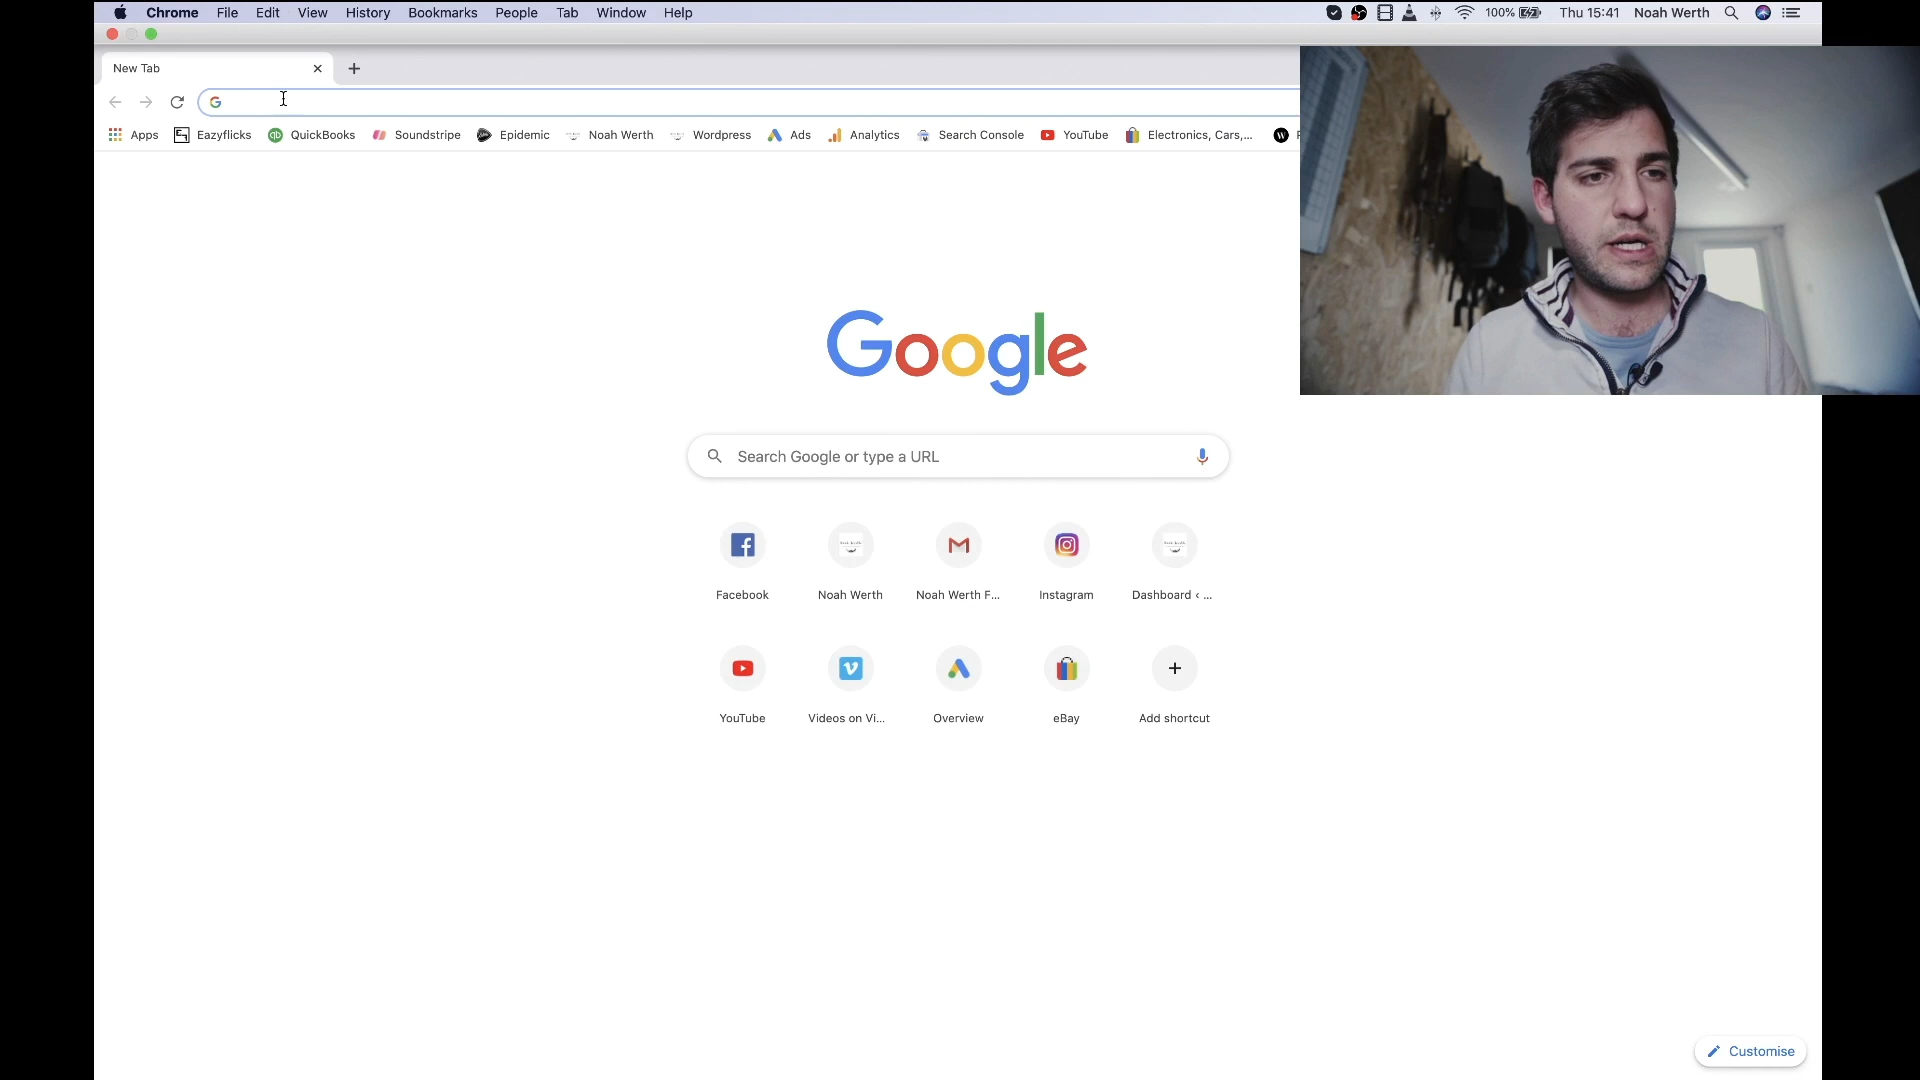 Chrome File Edit View History Bookmarks People Tab Window Help 100% Thu 15:41 Noah Werth
New Tab
Apps Eazyflicks QuickBooks Soundstripe Epidemic Noah Werth Wordpress Ads Analytics Search Console YouTube Electronics, Cars,...
Google
Search Google or type a URL
Facebook Noah Werth Noah Werth F... Instagram Dashboard < ...
YouTube Videos on Vi... Overview eBay Add shortcut
Customise